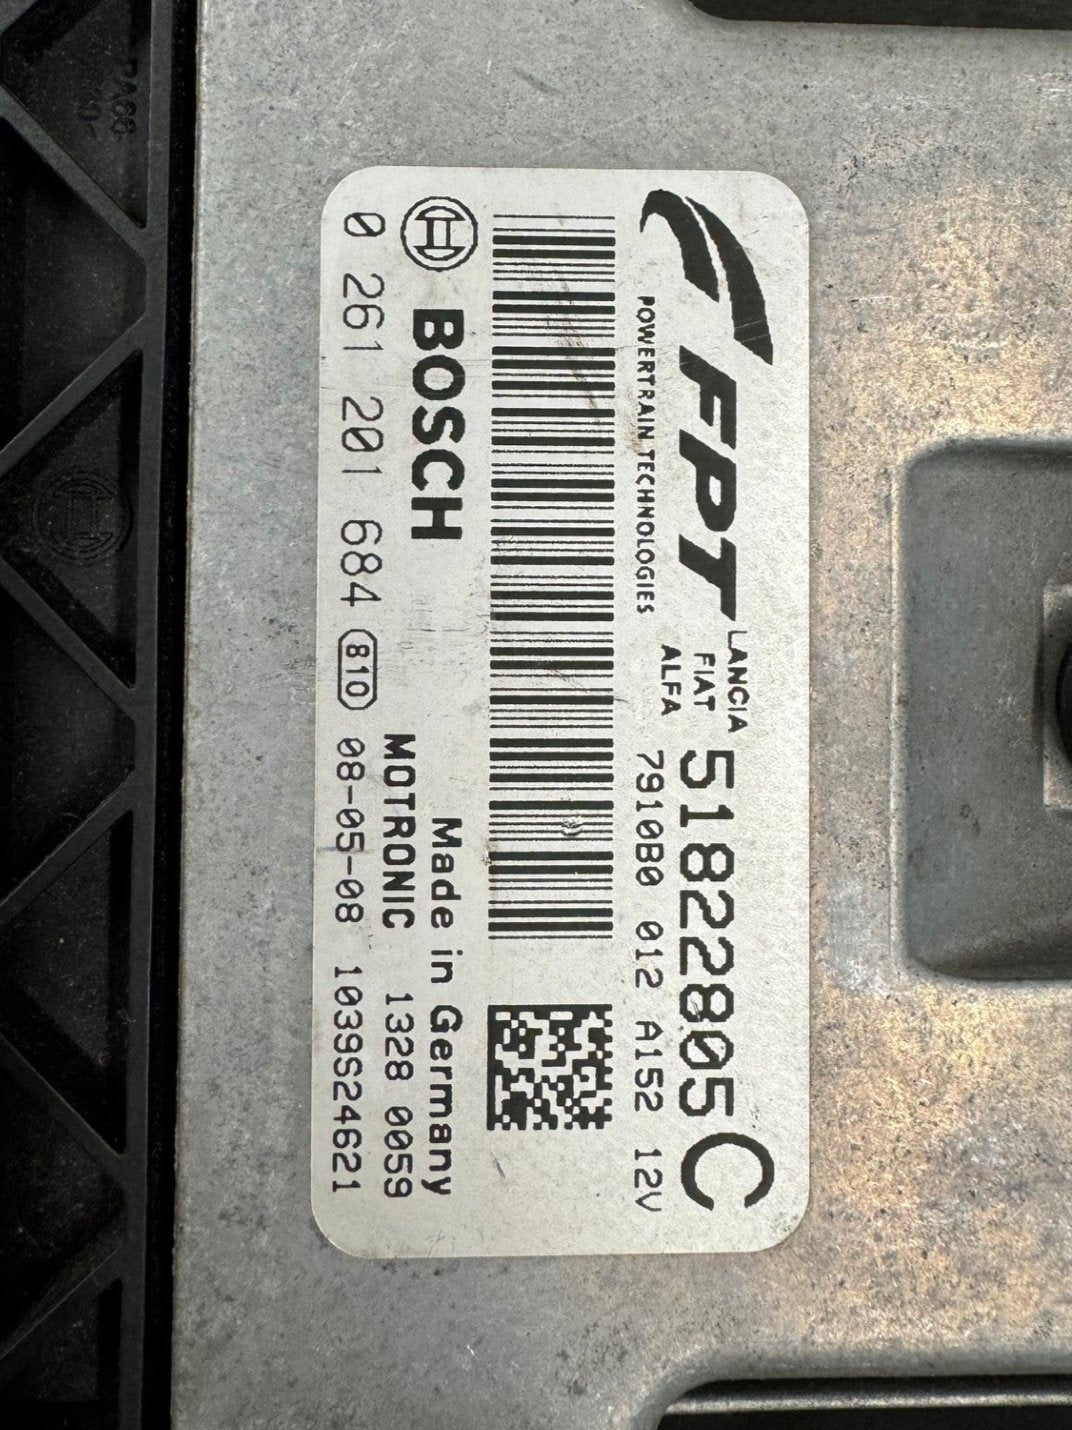 FPT
POWERTRAIN TECHNOLOGIES
LANCIA
FIAT
ALFA
51822805 C
7910B0 012 A152 12V
BOSCH
Made in Germany
MOTRONIC 1328 0059
0 261 201 684 810 08-05-08 1039S24621